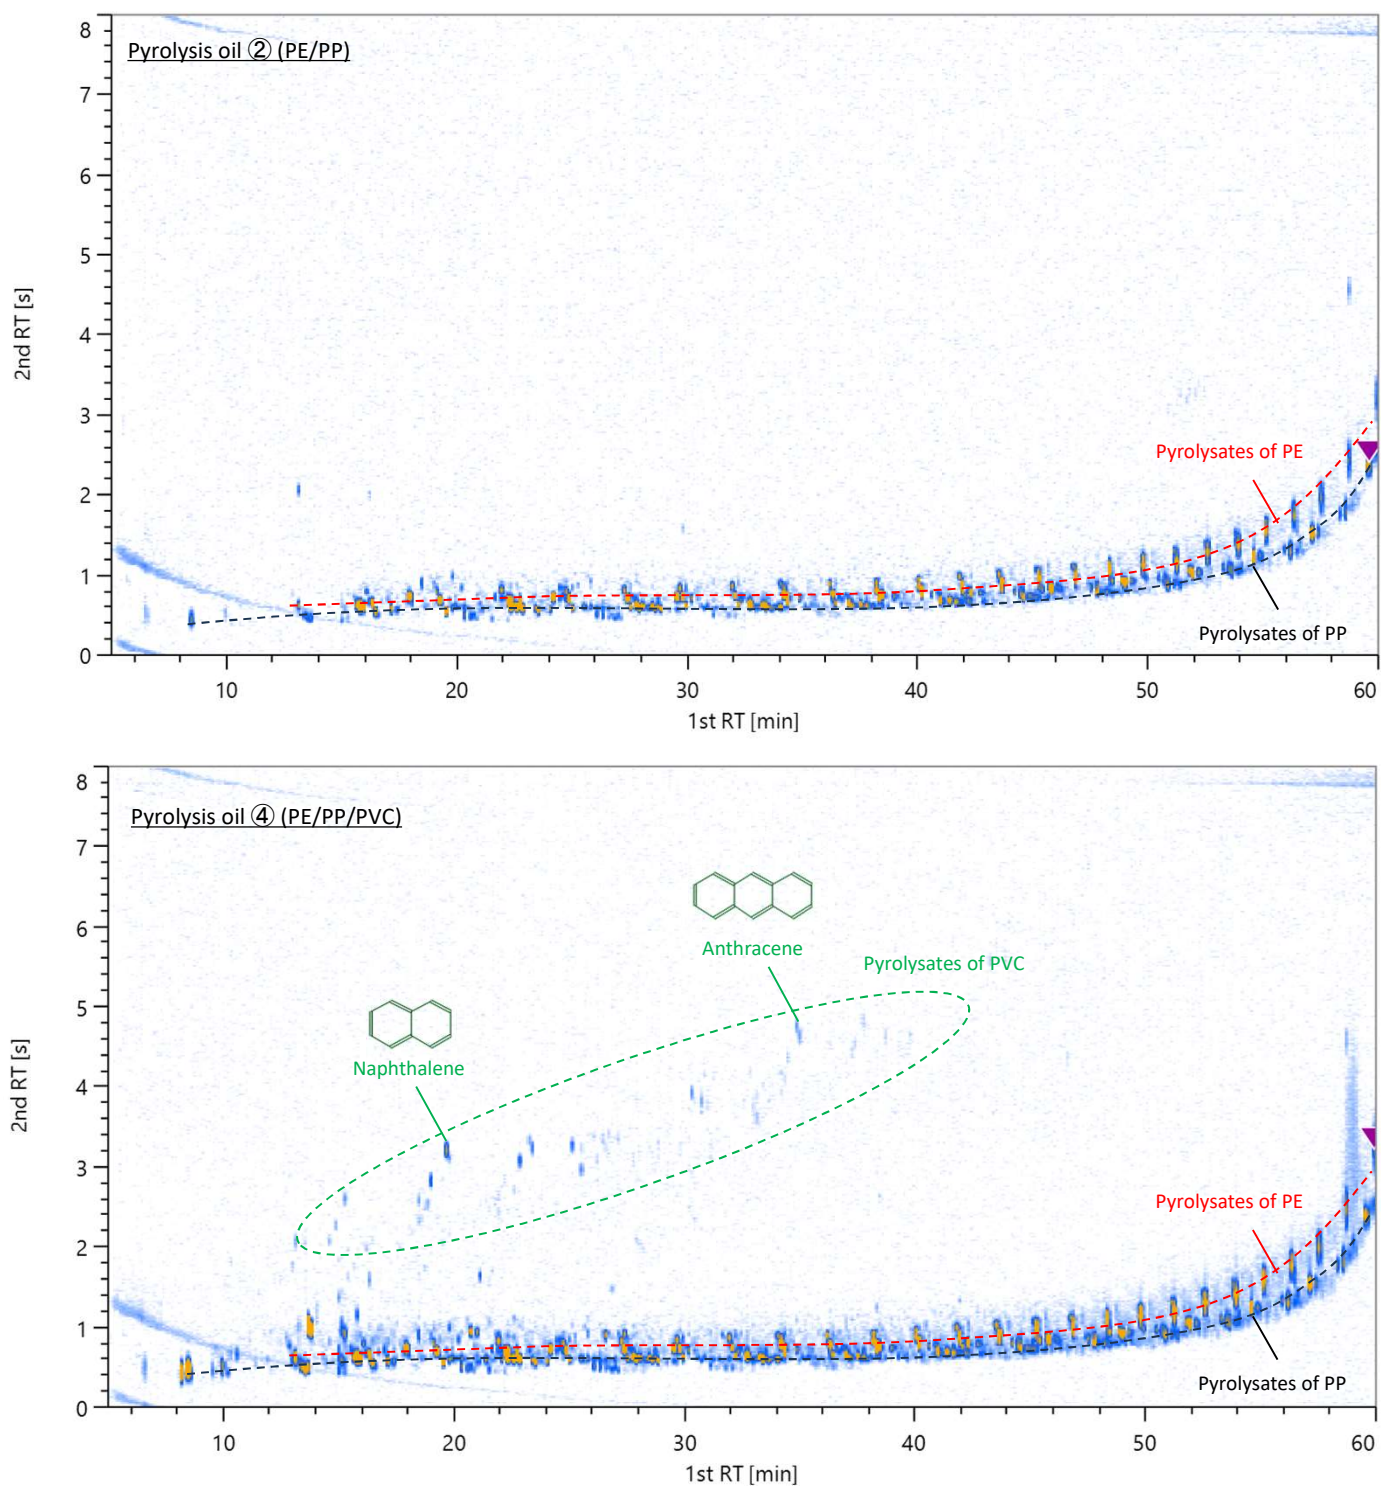 Pyrolysis oil ② (PE/PP)
8
7
6
5
4
3
2
1
0
2nd RT [s]
Pyrolysates of PE
Pyrolysates of PP
10 20 30 40 50 60
1st RT [min]
Pyrolysis oil ④ (PE/PP/PVC)
8
7
6
5
4
3
2
1
0
2nd RT [s]
Anthracene
Pyrolysates of PVC
Naphthalene
Pyrolysates of PE
Pyrolysates of PP
10 20 30 40 50 60
1st RT [min]